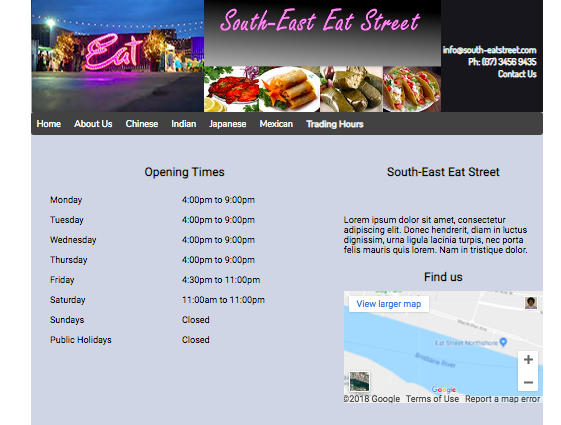 Eat
South-East Eat Street
info@south-eatstreet.com
Ph: (07) 3456 9435
Contact Us
Home About Us Chinese Indian Japanese Mexican Trading Hours
Opening Times
Monday 4:00pm to 9:00pm
Tuesday 4:00pm to 9:00pm
Wednesday 4:00pm to 9:00pm
Thursday 4:00pm to 9:00pm
Friday 4:30pm to 11:00pm
Saturday 11:00am to 11:00pm
Sundays Closed
Public Holidays Closed
South-East Eat Street
Lorem ipsum dolor sit amet, consectetur
adipiscing elit. Donec hendrerit, diam in luctus
dignissim, urna ligula lacinia turpis, nec porta
felis mauris quis lorem. Nam in tristique dolor.
Find us
View larger map
Eat Street Northshore
Brisbane River
+
−
Google
©2018 Google Terms of Use Report a map error